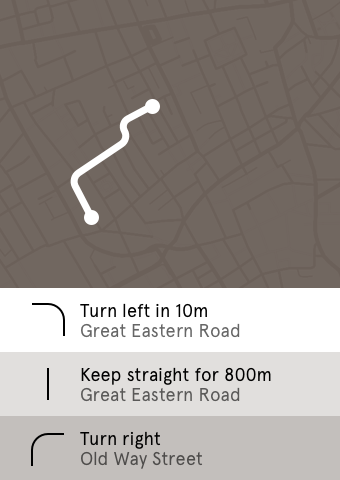 Turn left in 10m
Great Eastern Road
Keep straight for 800m
Great Eastern Road
Turn right
Old Way Street